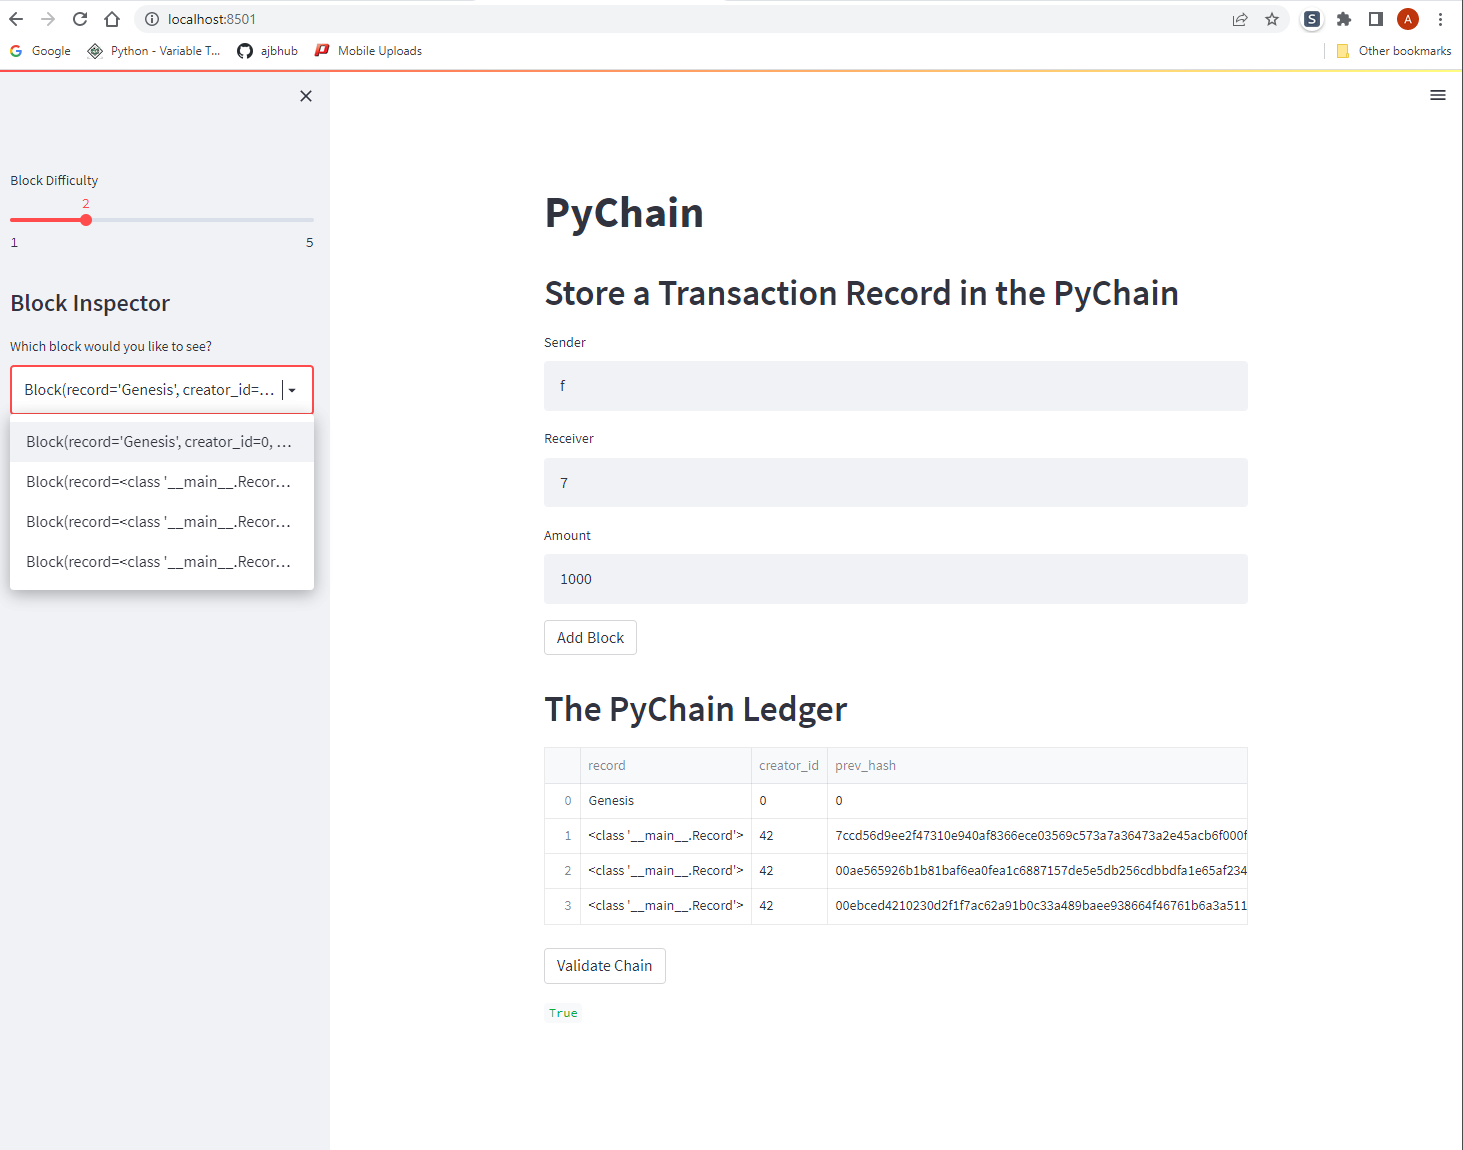 localhost:8501
S
A
Google
Python - Variable T...
ajbhub
Mobile Uploads
Other bookmarks
Block Difficulty
2
1 5
Block Inspector
Which block would you like to see?
Block(record='Genesis', creator_id=...
Block(record='Genesis', creator_id=0, ...
Block(record=<class '__main__.Recor...
Block(record=<class '__main__.Recor...
Block(record=<class '__main__.Recor...
PyChain
Store a Transaction Record in the PyChain
Sender
f
Receiver
7
Amount
1000
Add Block
The PyChain Ledger
record creator_id prev_hash
0 Genesis 0 0
1 <class '__main__.Record'> 42 7ccd56d9ee2f47310e940af8366ece03569c573a7a36473a2e45acb6f000f
2 <class '__main__.Record'> 42 00ae565926b1b81baf6ea0fea1c6887157de5e5db256cdbbdfa1e65af234
3 <class '__main__.Record'> 42 00ebced4210230d2f1f7ac62a91b0c33a489baee938664f46761b6a3a511
Validate Chain
True